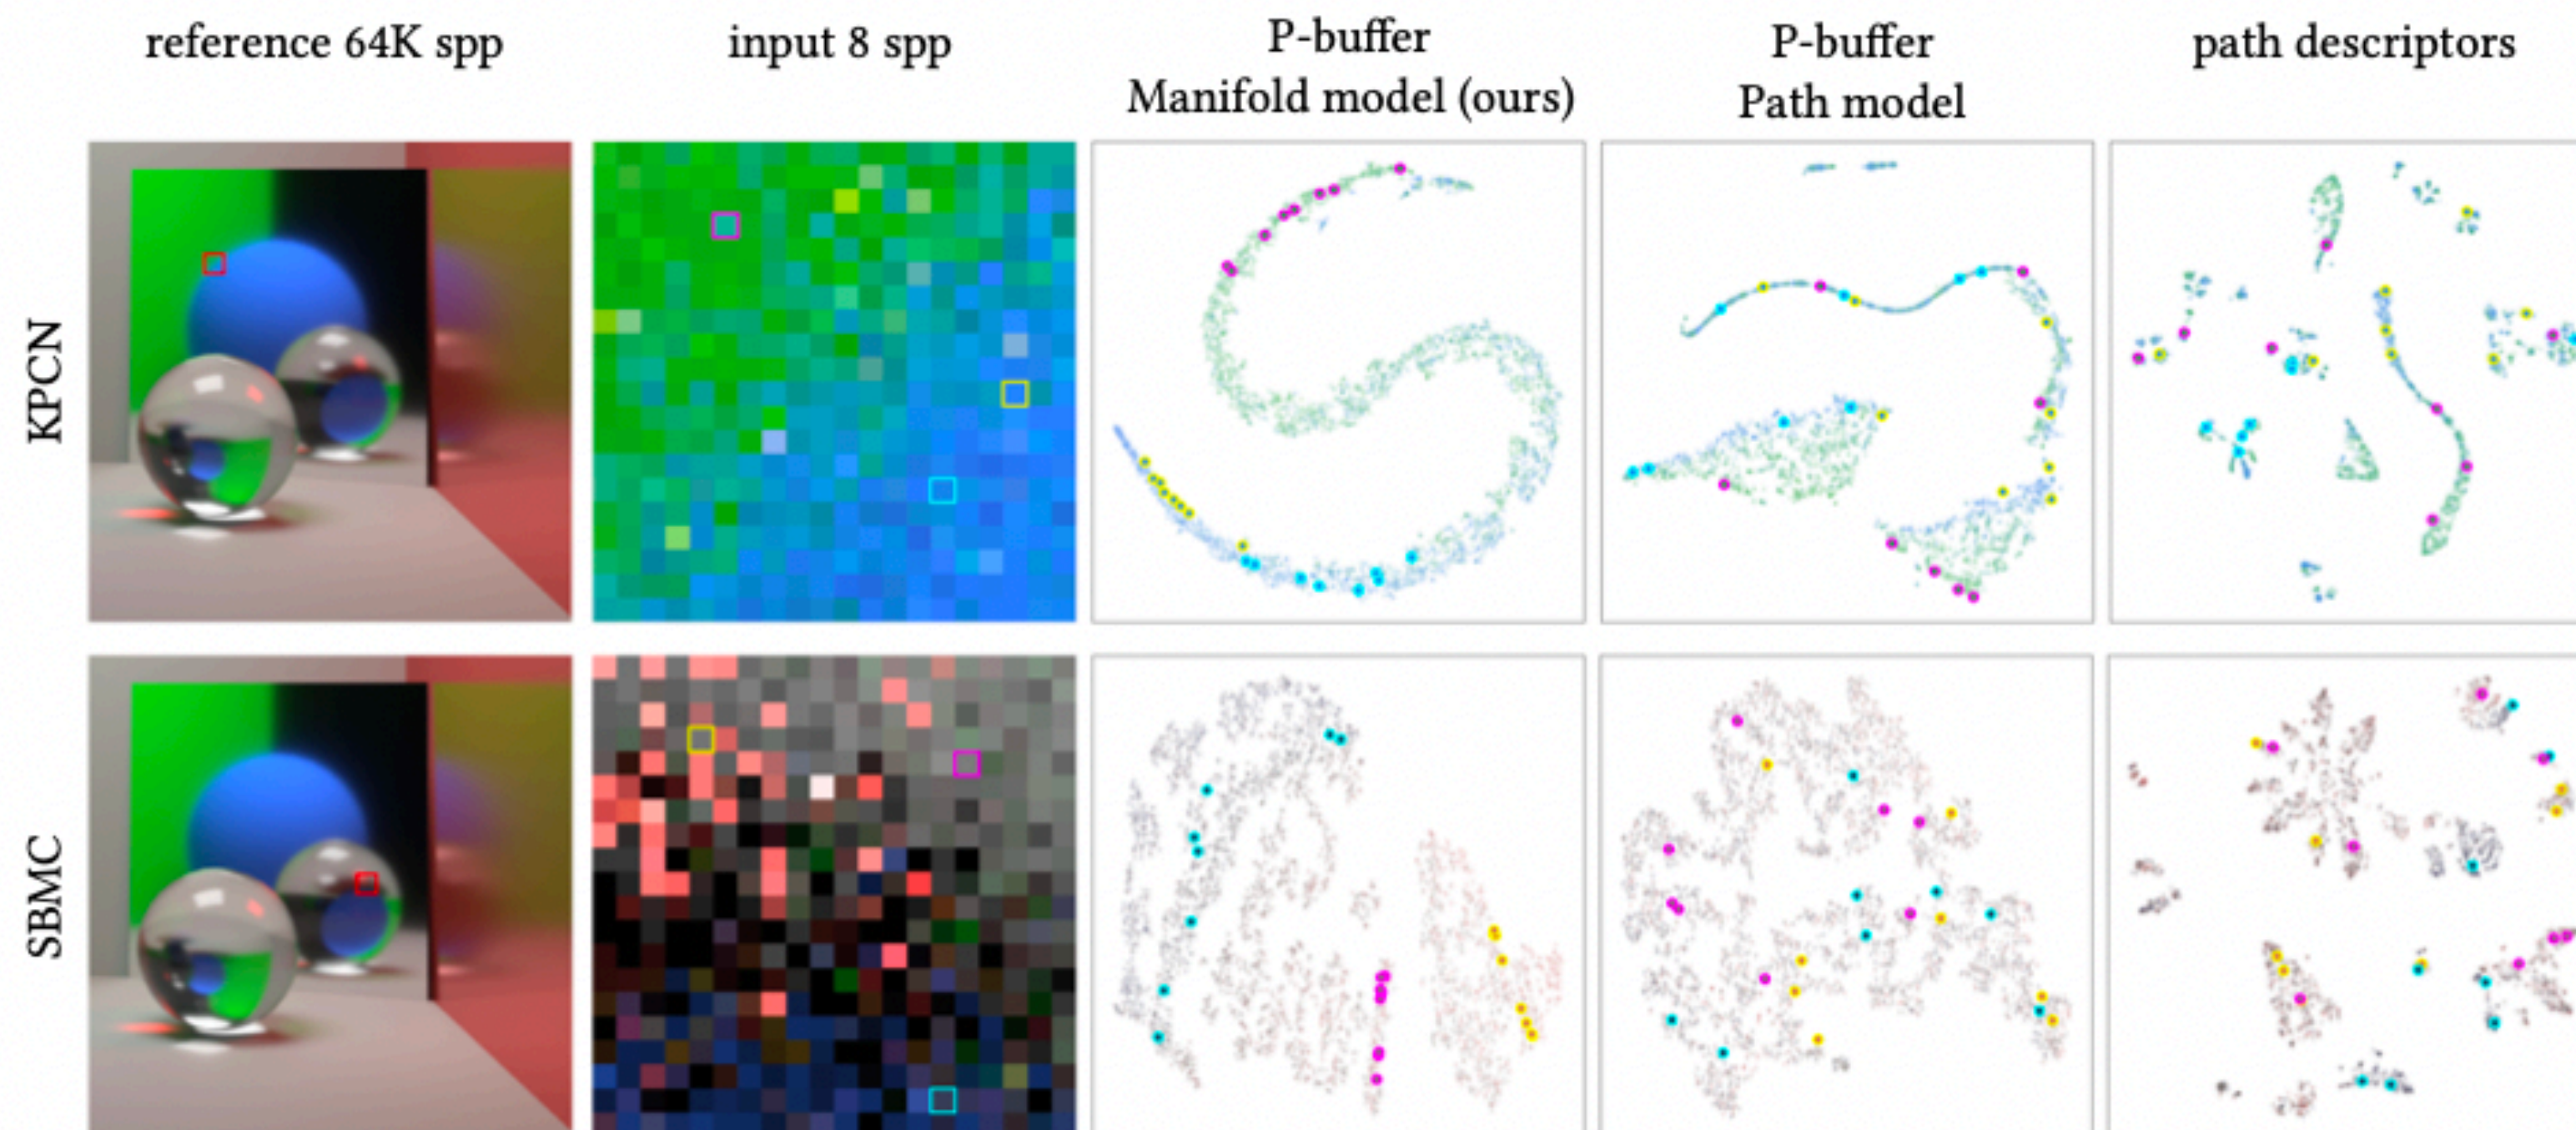 reference 64K spp
input 8 spp
P-buffer
Manifold model (ours)
P-buffer
Path model
path descriptors
KPCN
SBMC